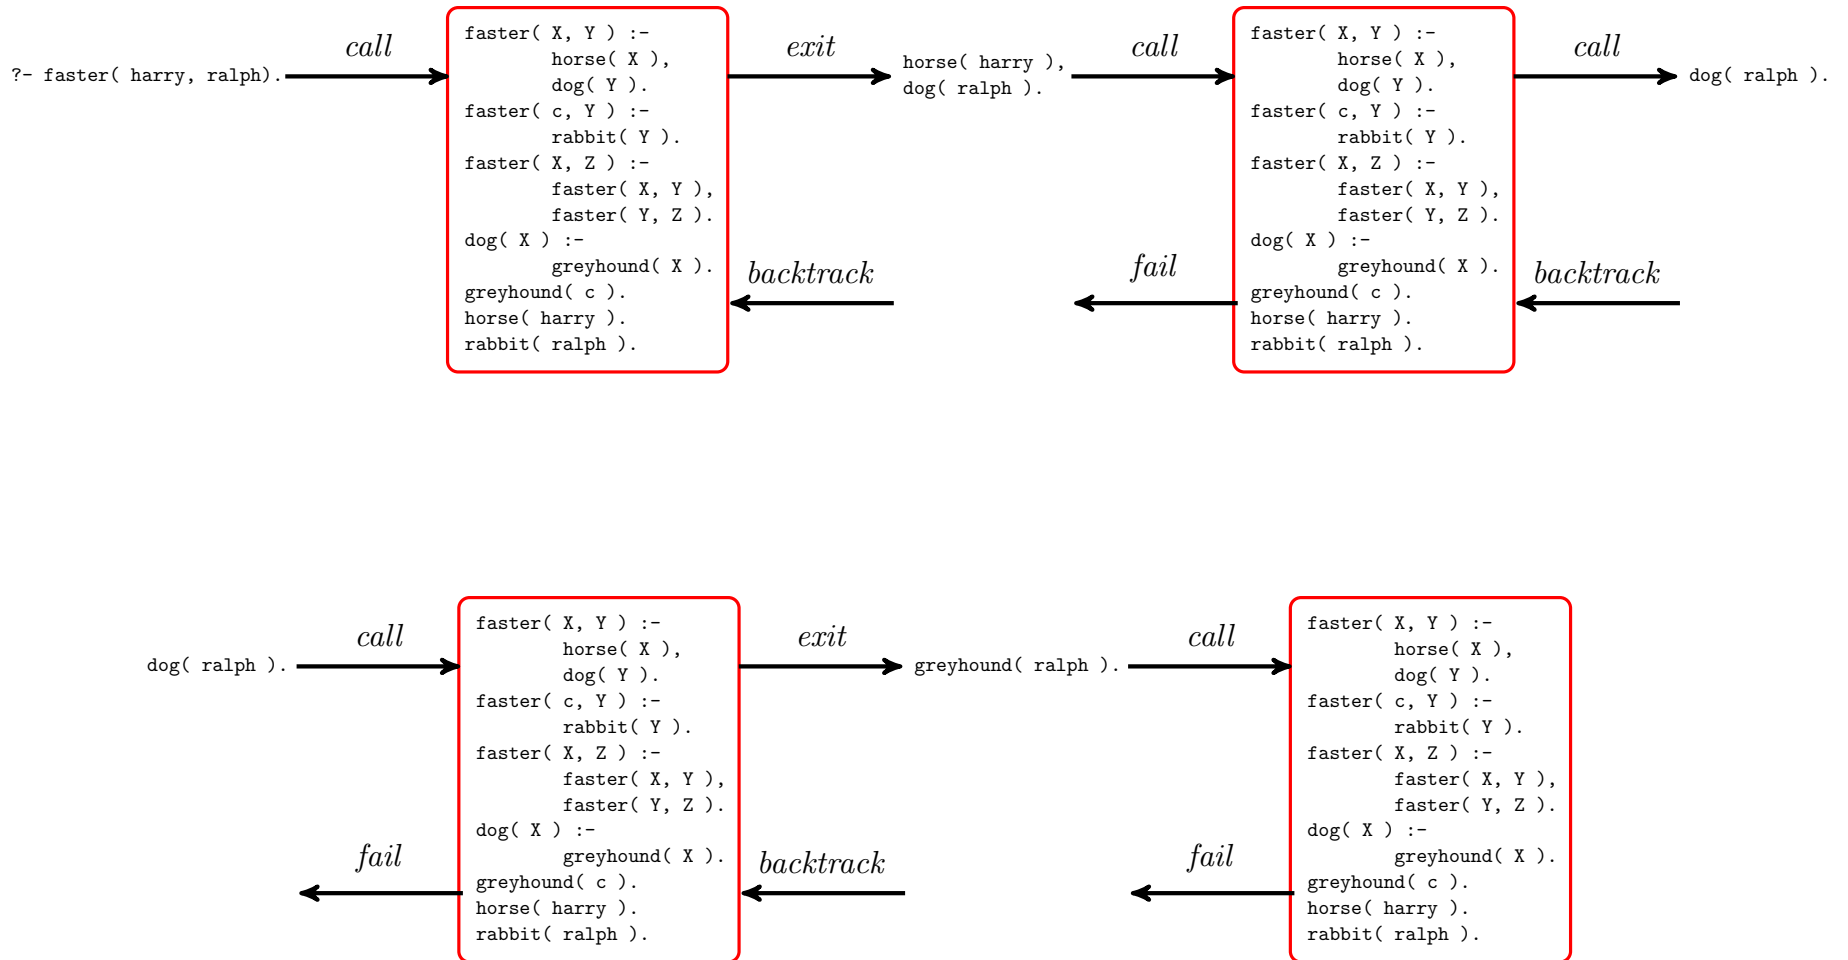 ?- faster( harry, ralph).
call
faster( X, Y ) :-
        horse( X ),
        dog( Y ).
faster( c, Y ) :-
        rabbit( Y ).
faster( X, Z ) :-
        faster( X, Y ),
        faster( Y, Z ).
dog( X ) :-
        greyhound( X ).
greyhound( c ).
horse( harry ).
rabbit( ralph ).
exit
backtrack
horse( harry ),
dog( ralph ).
call
fail
faster( X, Y ) :-
        horse( X ),
        dog( Y ).
faster( c, Y ) :-
        rabbit( Y ).
faster( X, Z ) :-
        faster( X, Y ),
        faster( Y, Z ).
dog( X ) :-
        greyhound( X ).
greyhound( c ).
horse( harry ).
rabbit( ralph ).
call
backtrack
dog( ralph ).
dog( ralph ).
call
fail
faster( X, Y ) :-
        horse( X ),
        dog( Y ).
faster( c, Y ) :-
        rabbit( Y ).
faster( X, Z ) :-
        faster( X, Y ),
        faster( Y, Z ).
dog( X ) :-
        greyhound( X ).
greyhound( c ).
horse( harry ).
rabbit( ralph ).
exit
backtrack
greyhound( ralph ).
call
fail
faster( X, Y ) :-
        horse( X ),
        dog( Y ).
faster( c, Y ) :-
        rabbit( Y ).
faster( X, Z ) :-
        faster( X, Y ),
        faster( Y, Z ).
dog( X ) :-
        greyhound( X ).
greyhound( c ).
horse( harry ).
rabbit( ralph ).